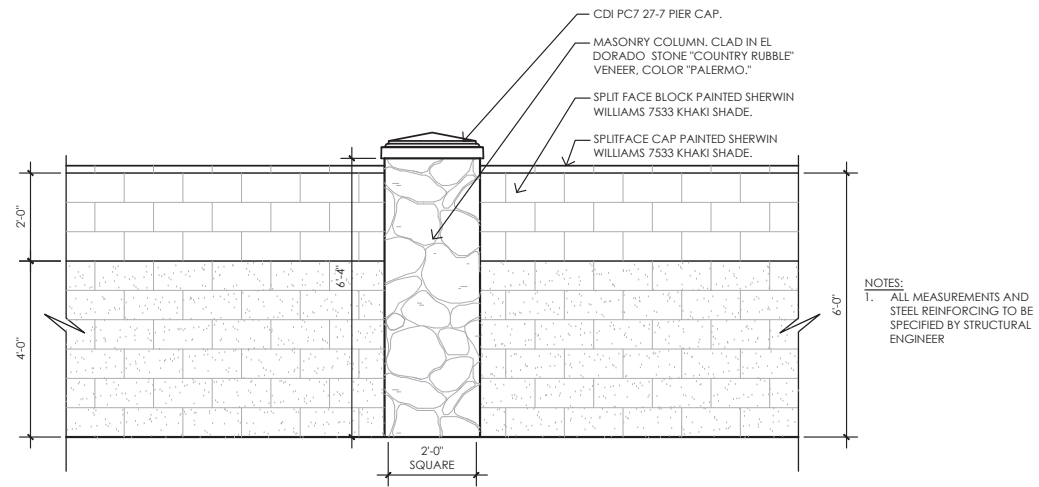 CDI PC7 27-7 PIER CAP.
MASONRY COLUMN. CLAD IN EL
DORADO STONE "COUNTRY RUBBLE"
VENEER, COLOR "PALERMO."
SPLIT FACE BLOCK PAINTED SHERWIN
WILLIAMS 7533 KHAKI SHADE.
SPLITFACE CAP PAINTED SHERWIN
WILLIAMS 7533 KHAKI SHADE.
2'-0"
4'-0"
6'-4"
6'-0"
2'-0"
SQUARE
NOTES:
1. ALL MEASUREMENTS AND
STEEL REINFORCING TO BE
SPECIFIED BY STRUCTURAL
ENGINEER